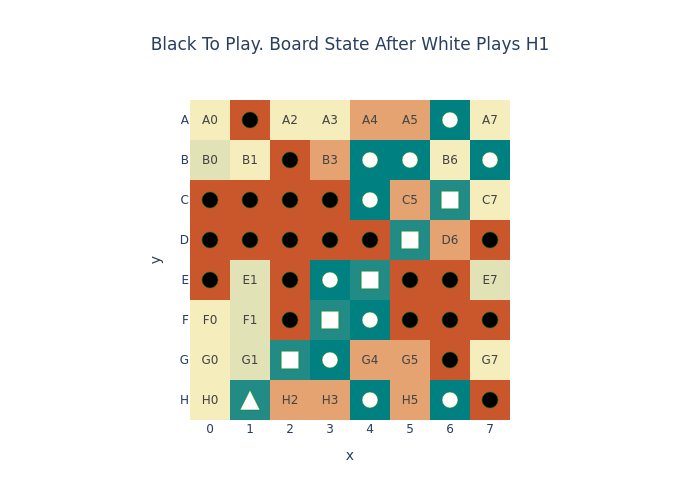 Black To Play. Board State After White Plays H1
A A0 A2 A3 A4 A5 A7
B B0 B1 B3 B6
C C5 C7
D D6
E E1 E7
F F0 F1
G G0 G1 G4 G5 G7
H H0 H2 H3 H5
0 1 2 3 4 5 6 7
x
y